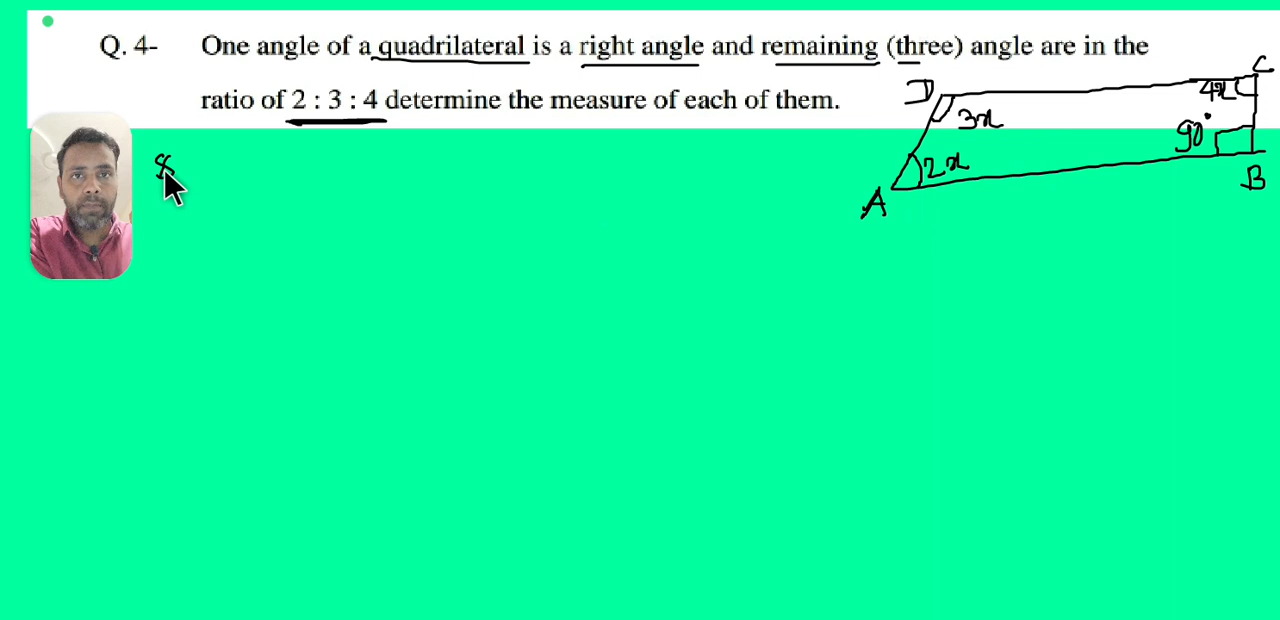 Q. 4- One angle of a quadrilateral is a right angle and remaining (three) angle are in the
ratio of 2 : 3 : 4 determine the measure of each of them.
C
D
4x
3x
90°
2x
B
A